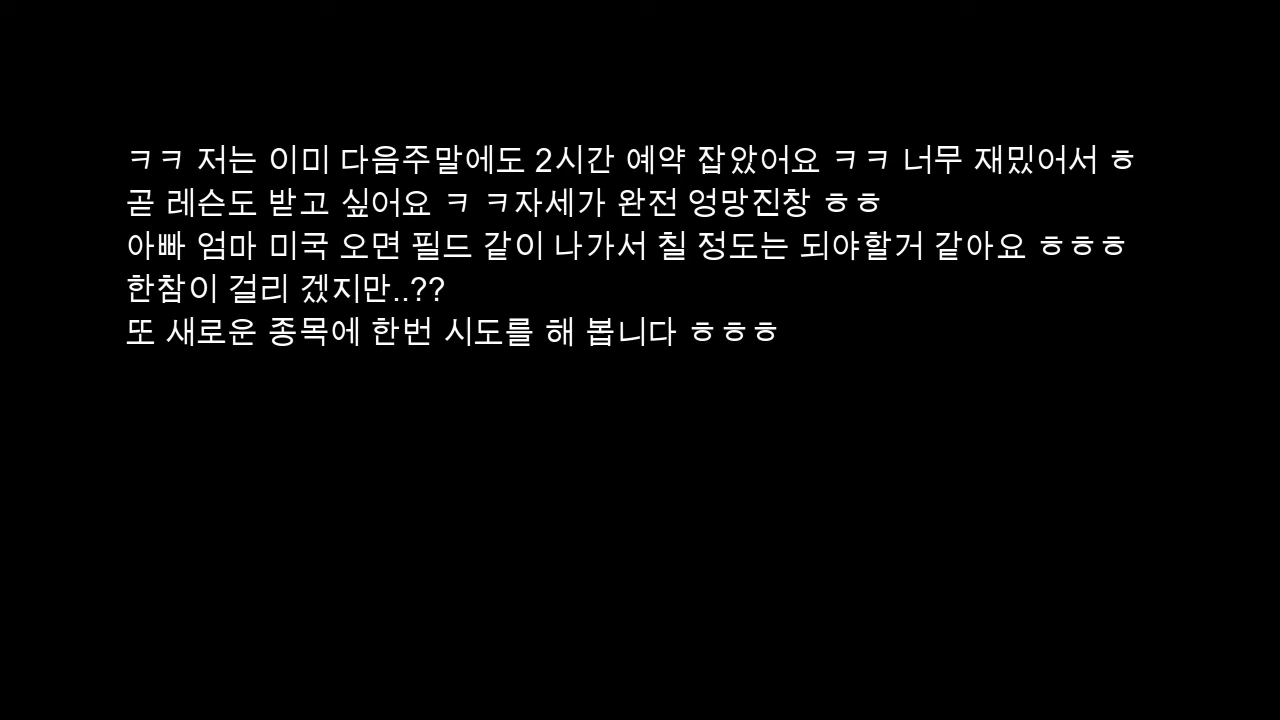 ㅋㅋ 저는 이미 다음주말에도 2시간 예약 잡았어요 ㅋㅋ 너무 재밌어서 ㅎ
곧 레슨도 받고 싶어요 ㅋ ㅋ자세가 완전 엉망진창 ㅎㅎ
아빠 엄마 미국 오면 필드 같이 나가서 칠 정도는 되야할거 같아요 ㅎㅎㅎ
한참이 걸리 겠지만..??
또 새로운 종목에 한번 시도를 해 봅니다 ㅎㅎㅎ